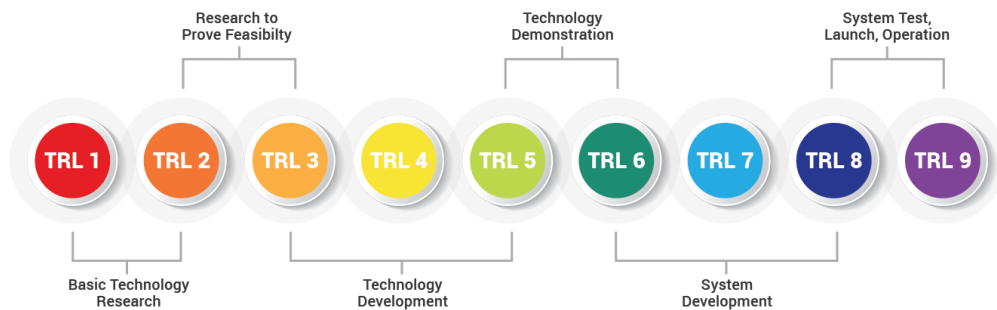 Research to
Prove Feasibilty
Technology
Demonstration
System Test,
Launch, Operation
TRL 1
TRL 2
TRL 3
TRL 4
TRL 5
TRL 6
TRL 7
TRL 8
TRL 9
Basic Technology
Research
Technology
Development
System
Development